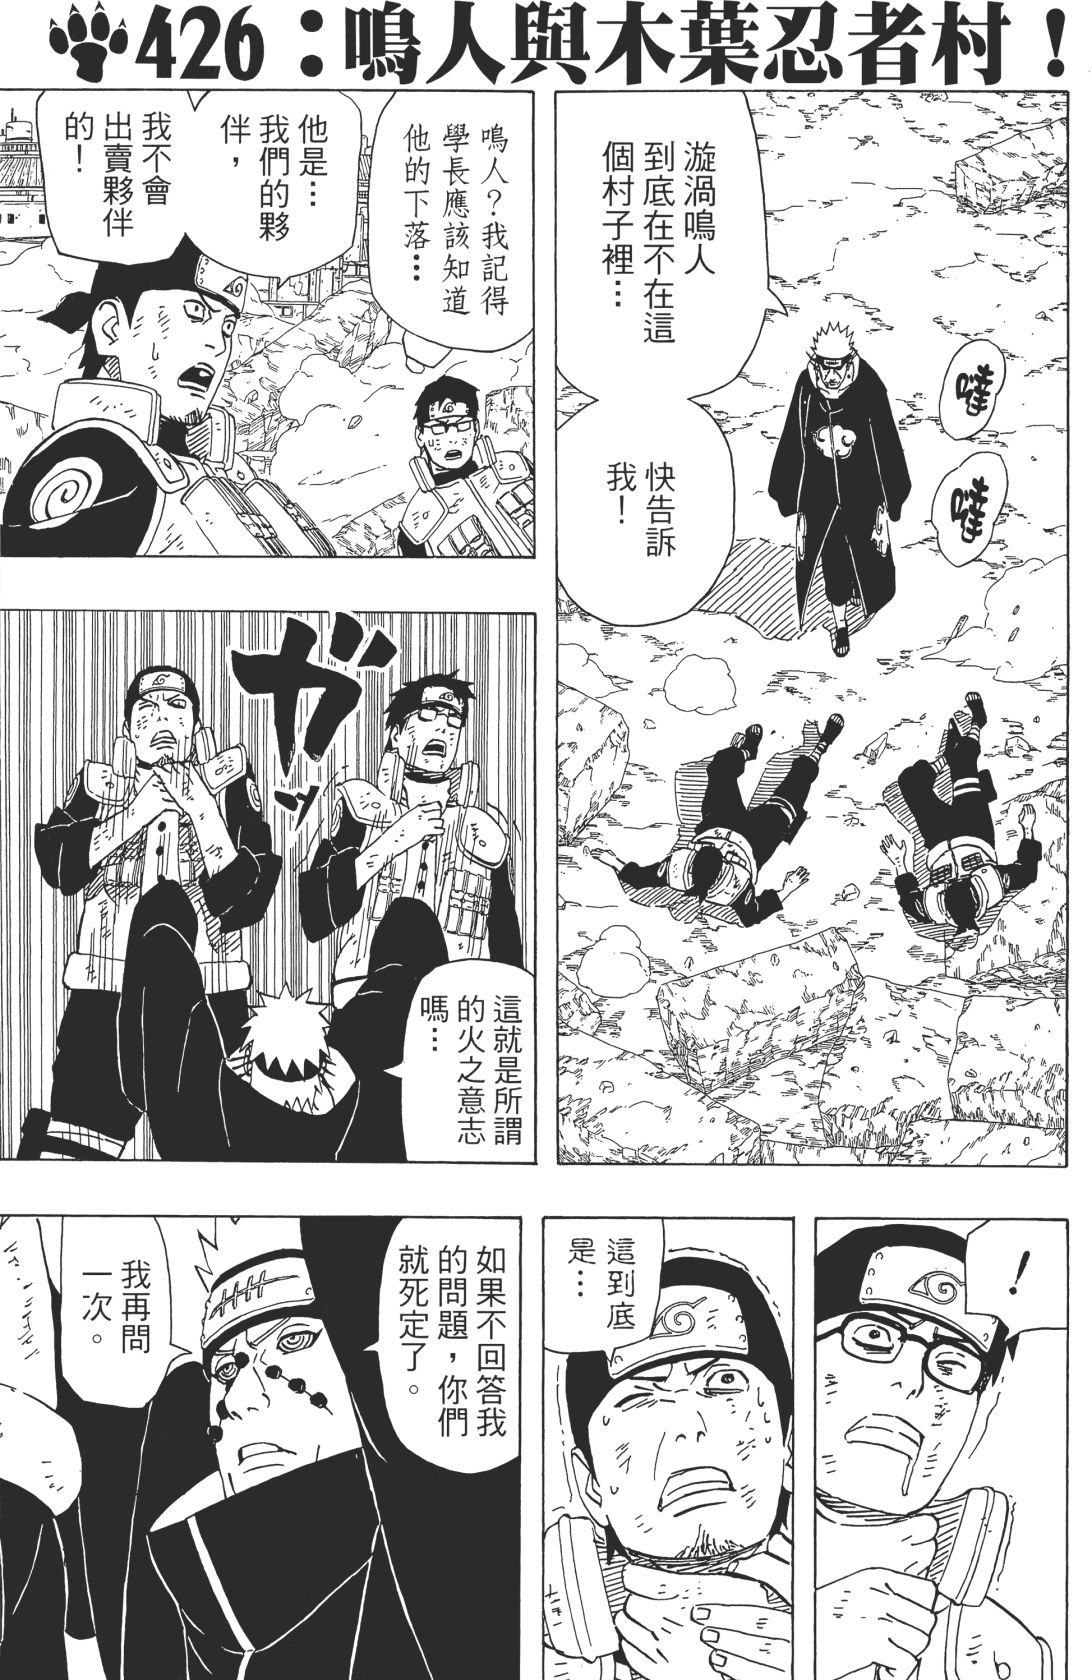 426：鳴人與木葉忍者村！
漩渦鳴人
到底在不在這
個村子裡…
快告訴
我！
噠
噠
鳴人？我記得
學長應該知道
他的下落…
他是…
我們的夥
伴，
我不會
出賣夥伴
的！
ガッ
這就是所謂
的火之意志
嗎…
！
這到底
是…
如果不回答我
的問題，你們
就死定了。
我再問
一次。